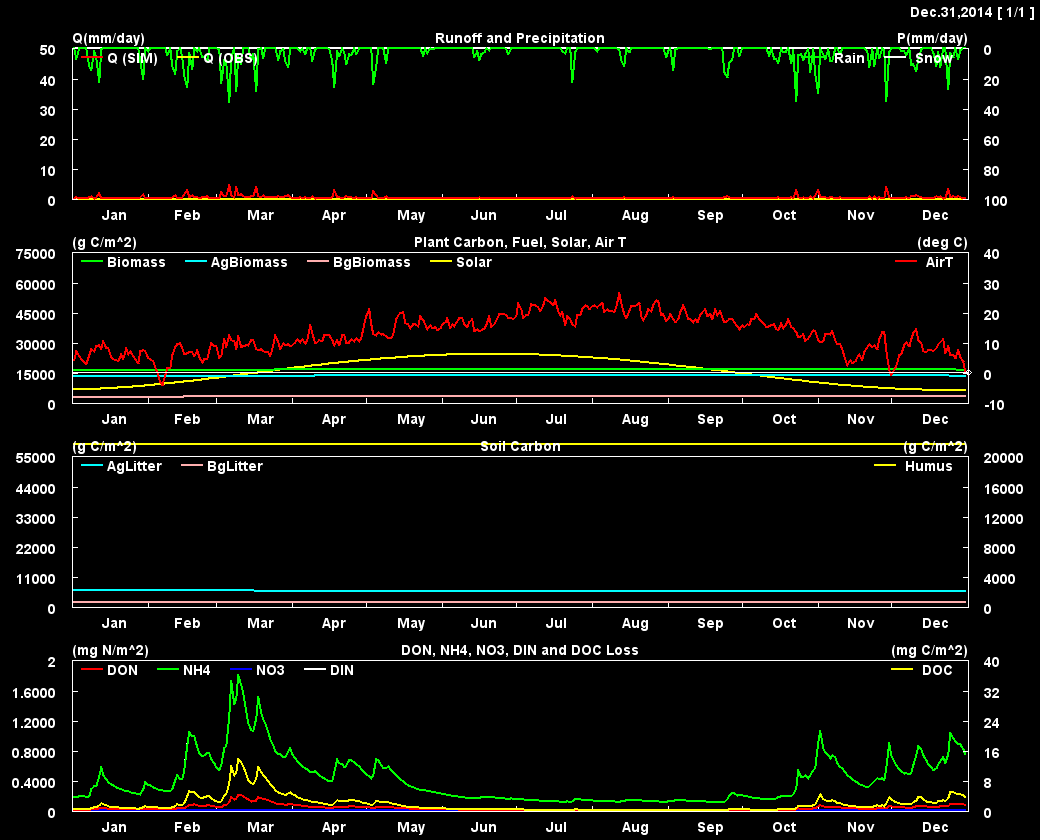 Dec.31,2014 [ 1/1 ]
Q(mm/day) Runoff and Precipitation P(mm/day)
50 0
Q (SIM) Q (OBS) Rain Snow
40 20
30 40
20 60
10 80
0 100
Jan Feb Mar Apr May Jun Jul Aug Sep Oct Nov Dec
(g C/m^2) Plant Carbon, Fuel, Solar, Air T (deg C)
75000 40
Biomass AgBiomass BgBiomass Solar AirT
60000 30
45000 20
30000 10
15000 0
0 -10
Jan Feb Mar Apr May Jun Jul Aug Sep Oct Nov Dec
(g C/m^2) Soil Carbon (g C/m^2)
55000 20000
AgLitter BgLitter Humus
44000 16000
33000 12000
22000 8000
11000 4000
0 0
Jan Feb Mar Apr May Jun Jul Aug Sep Oct Nov Dec
(mg N/m^2) DON, NH4, NO3, DIN and DOC Loss (mg C/m^2)
2 40
DON NH4 NO3 DIN DOC
1.6000 32
1.2000 24
0.8000 16
0.4000 8
0 0
Jan Feb Mar Apr May Jun Jul Aug Sep Oct Nov Dec